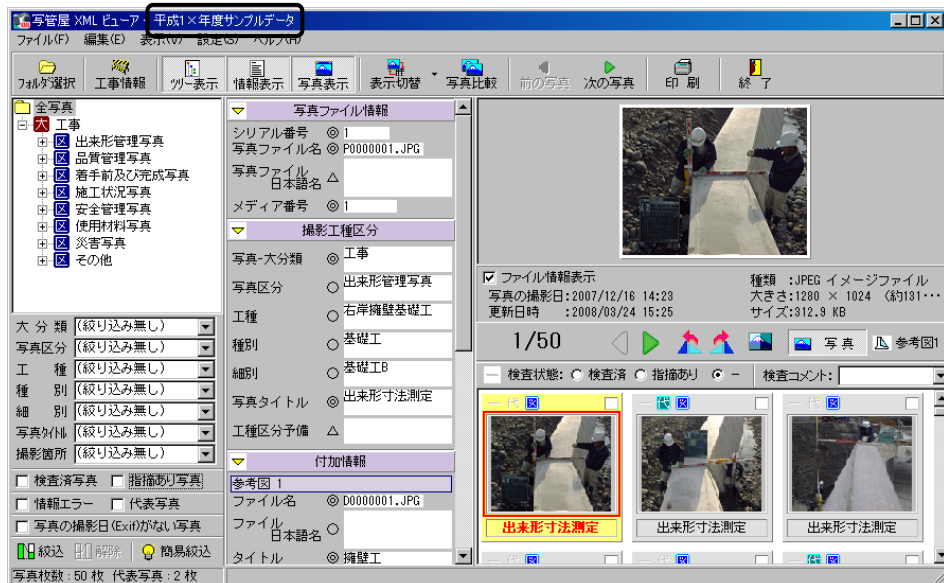 写管屋 XML ビューア - 平成1×年度サンプルデータ
ファイル(F) 編集(E) 表示(V) 設定(S) ヘルプ(H)
フォルダ選択 工事情報 ツリー表示 情報表示 写真表示 表示切替 写真比較 前の写真 次の写真 印 刷 終 了
全写真
大 工事
区 出来形管理写真
区 品質管理写真
区 着手前及び完成写真
区 施工状況写真
区 安全管理写真
区 使用材料写真
区 災害写真
区 その他
大 分 類 (絞り込み無し)
写真区分 (絞り込み無し)
工 種 (絞り込み無し)
種 別 (絞り込み無し)
細 別 (絞り込み無し)
写真タイトル (絞り込み無し)
撮影箇所 (絞り込み無し)
検査済写真 指摘あり写真
情報エラー 代表写真
写真の撮影日(Exif)がない写真
絞込 解除 簡易絞込
写真枚数:50 枚 代表写真:2 枚
写真ファイル情報
シリアル番号 ◎ 1
写真ファイル名 ◎ P0000001.JPG
写真ファイル日本語名 △
メディア番号 ◎ 1
撮影工種区分
写真-大分類 ◎ 工事
写真区分 ○ 出来形管理写真
工種 ○ 右岸擁壁基礎工
種別 ○ 基礎工
細別 ○ 基礎工B
写真タイトル ◎ 出来形寸法測定
工種区分予備 △
付加情報
参考図 1
ファイル名 ◎ D0000001.JPG
ファイル日本語名 ○
タイトル ◎ 擁壁工
ファイル情報表示
写真の撮影日:2007/12/16 14:23
更新日時 :2008/03/24 15:25
種類 :JPEG イメージファイル
大きさ:1280 × 1024 (約131…
サイズ:312.9 KB
1/50 写 真 参考図1
検査状態: 検査済 指摘あり - 検査コメント:
一 代 区
一 代 区
一 代 区
出来形寸法測定
出来形寸法測定
出来形寸法測定
一 代 区
一 代 区
一 代 区